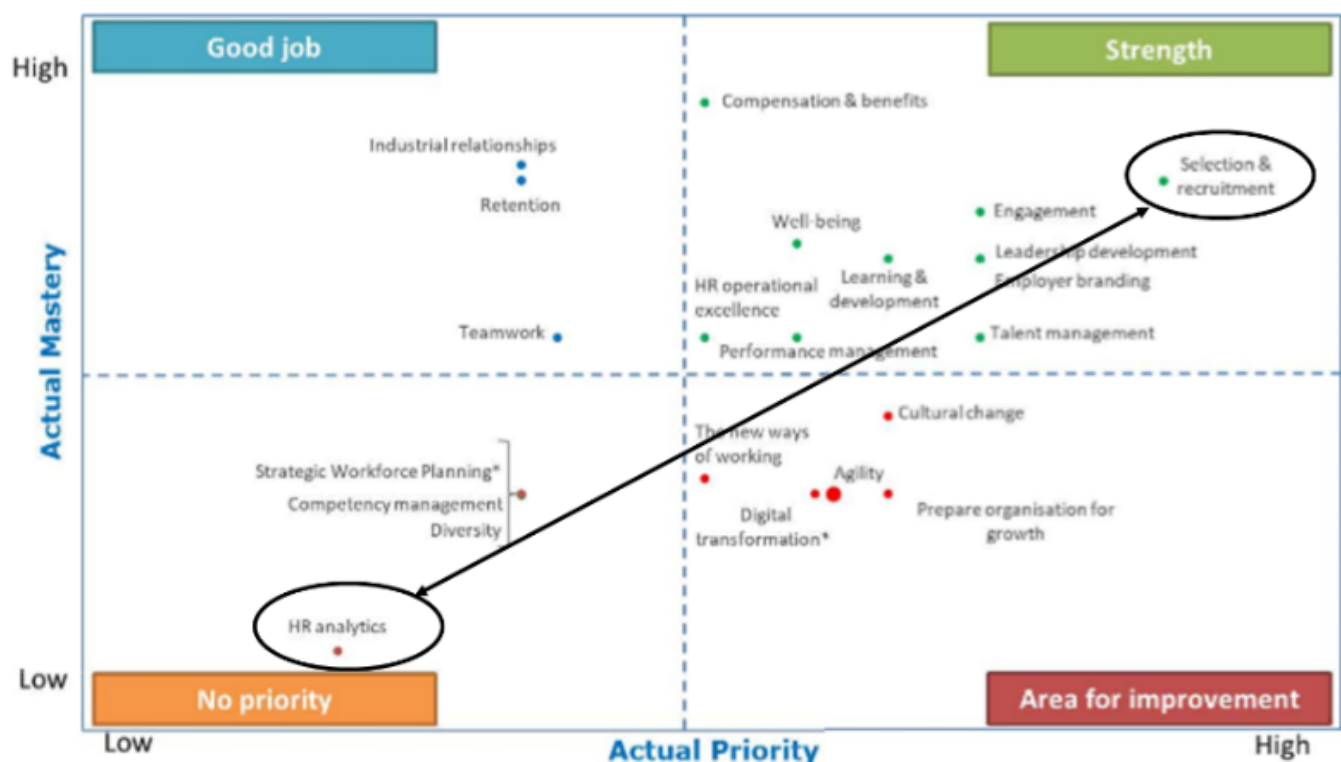 Good job
Strength
High
Compensation & benefits
Industrial relationships
Selection &
recruitment
Retention
Engagement
Well-being
Leadership development
HR operational
excellence
Learning &
development
Employer branding
Teamwork
Performance management
Talent management
Actual Mastery
Cultural change
The new ways
of working
Strategic Workforce Planning*
Agility
Competency management
Diversity
Digital
transformation*
Prepare organisation for
growth
HR analytics
Low
No priority
Area for improvement
Low
Actual Priority
High